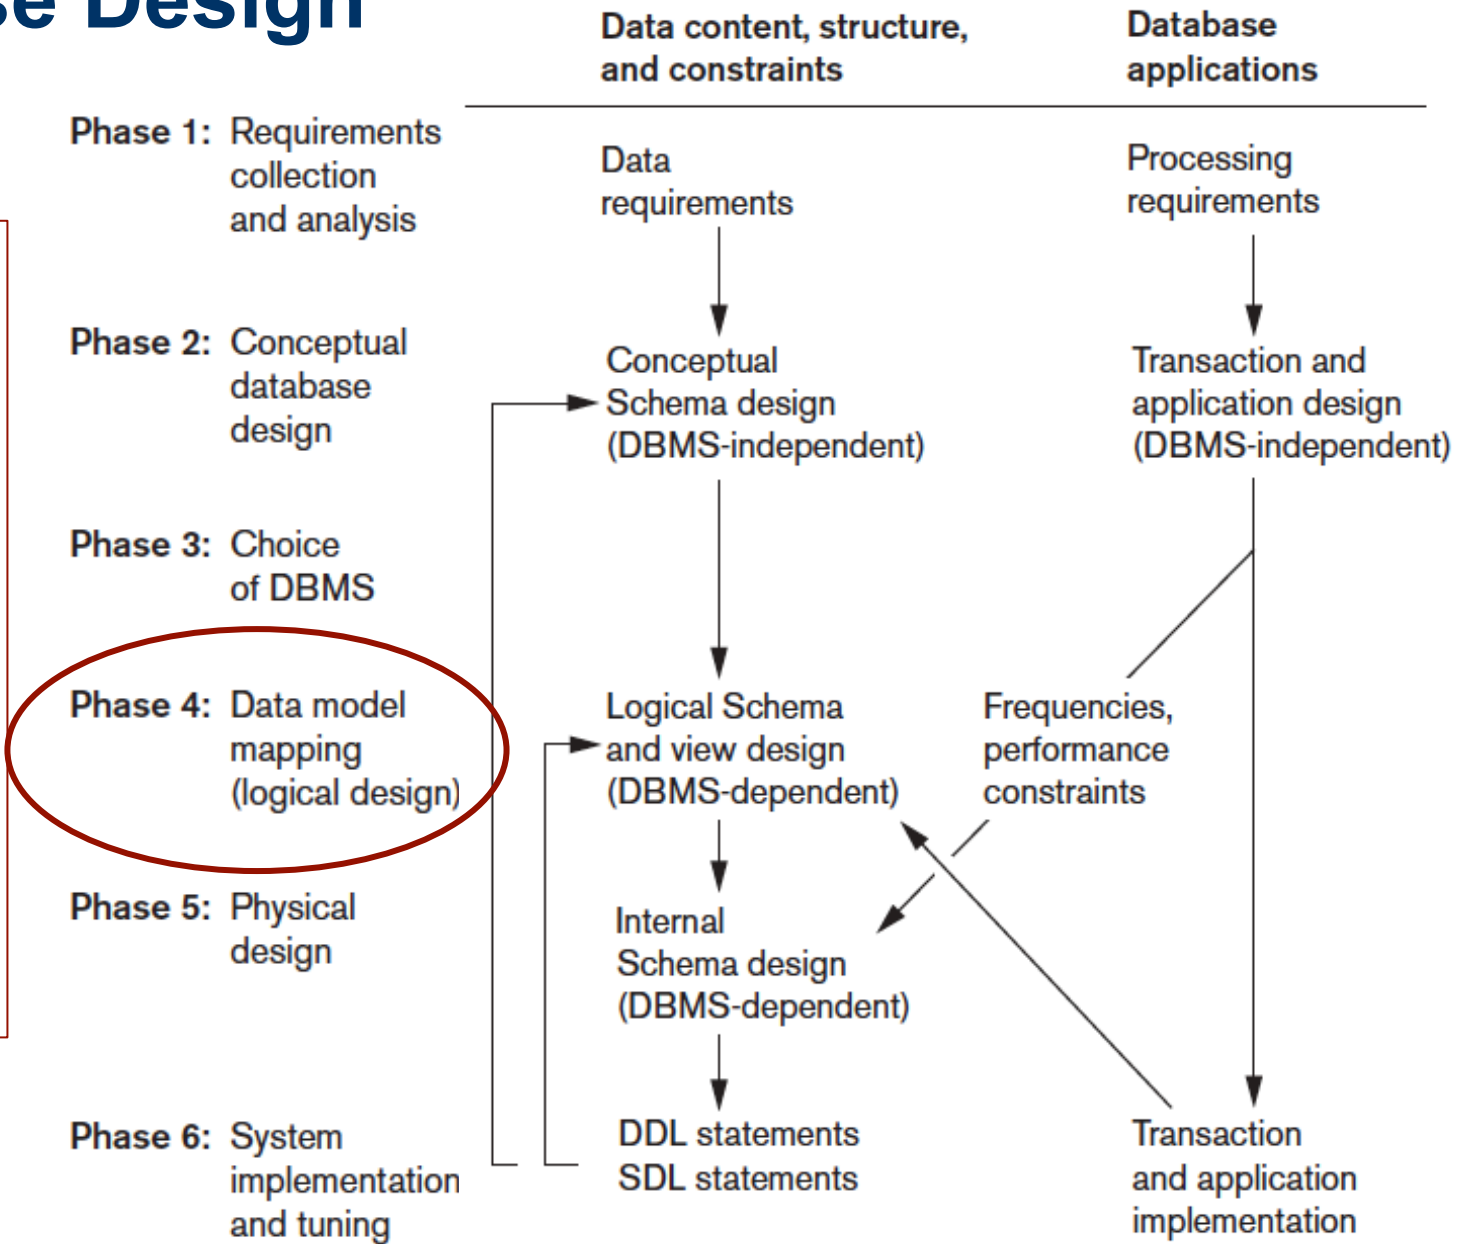 se Design
Data content, structure,
and constraints
Database
applications
Phase 1: Requirements
collection
and analysis
Data
requirements
Processing
requirements
Phase 2: Conceptual
database
design
Conceptual
Schema design
(DBMS-independent)
Transaction and
application design
(DBMS-independent)
Phase 3: Choice
of DBMS
Phase 4: Data model
mapping
(logical design)
Logical Schema
and view design
(DBMS-dependent)
Frequencies,
performance
constraints
Phase 5: Physical
design
Internal
Schema design
(DBMS-dependent)
Phase 6: System
implementation
and tuning
DDL statements
SDL statements
Transaction
and application
implementation